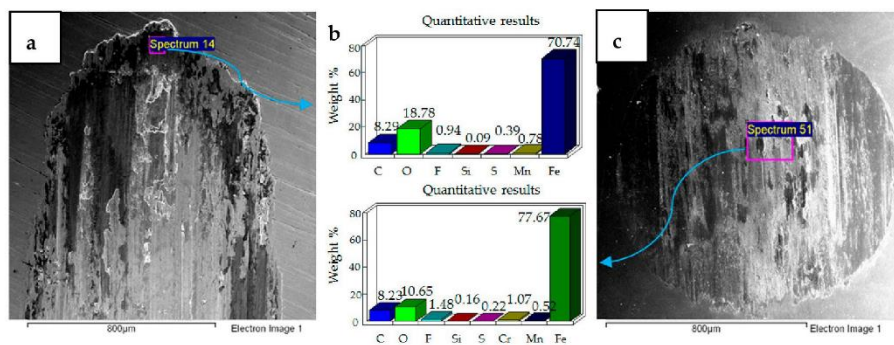 a
Spectrum 14
800µm
Electron Image 1
b
Quantitative results
Weight %
80
60
40
20
0
8.29
18.78
0.94
0.09
0.39
0.78
70.74
C O F Si S Mn Fe
Quantitative results
Weight %
80
60
40
20
0
8.23
10.65
1.48
0.16
0.22
1.07
0.52
77.67
C O F Si S Cr Mn Fe
c
Spectrum 51
800µm
Electron Image 1